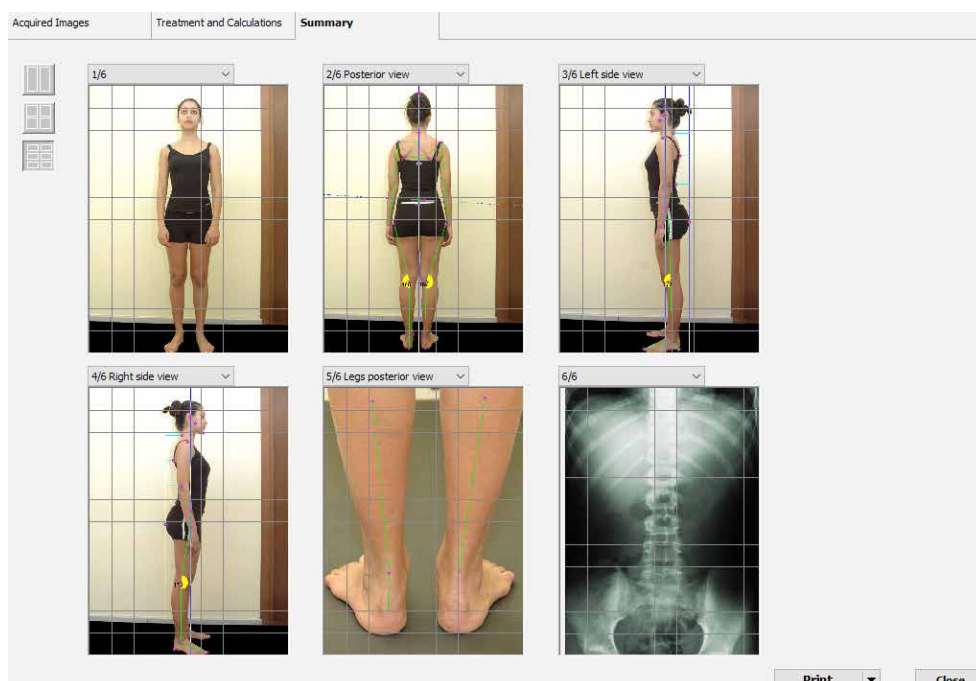 Acquired Images
Treatment and Calculations
Summary
1/6
2/6 Posterior view
3/6 Left side view
4/6 Right side view
5/6 Legs posterior view
6/6
Print
Close